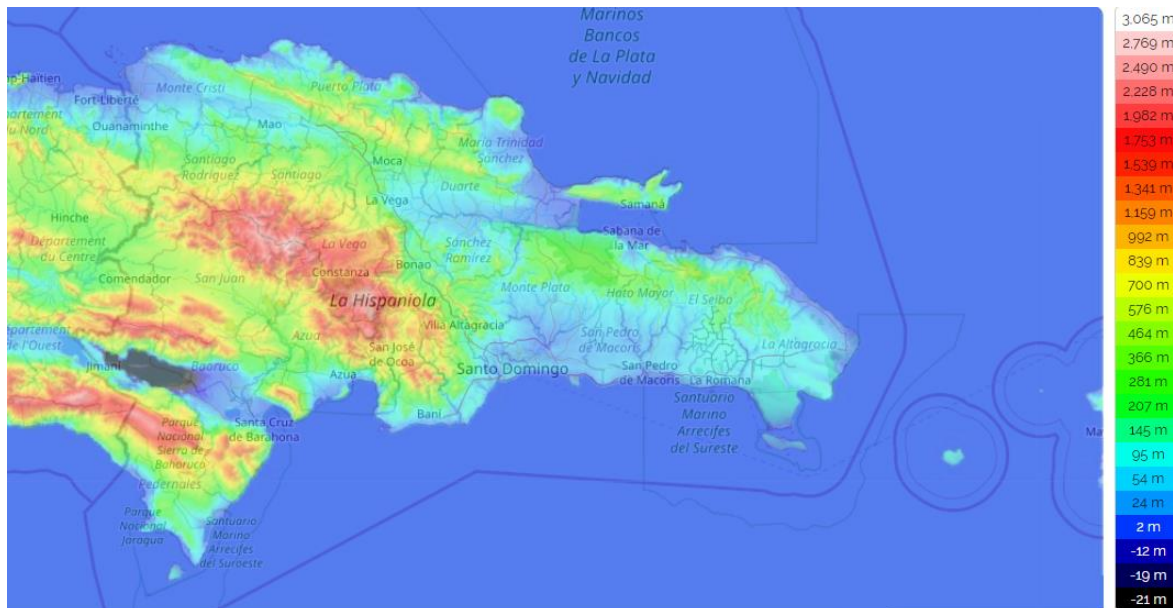 Marinos
Bancos
de La Plata
y Navidad
Fort-Liberté
Ouanaminthe
Monte Cristi
Puerto Plata
Mao
María Trinidad
Sánchez
Santiago
Rodríguez
Santiago
Moca
Duarte
La Vega
Samaná
Sabana de
la Mar
Hinche
Département
du Centre
La Vega
Sánchez
Ramírez
Bonao
Constanza
Comendador
San Juan
Monte Plata
Hato Mayor
El Seibo
La Hispaniola
Villa Altagracia
San Pedro
de Macorís
La Altagracia
Azua
San José
de Ocoa
Jimaní
Baoruco
Azua
Santo Domingo
San Pedro
de Macorís
La Romana
Baní
Santa Cruz
de Barahona
Santuario
Marino
Arrecifes
del Sureste
Parque
Nacional
Sierra de
Bahoruco
Pedernales
Parque
Nacional
Jaragua
Santuario
Marino
Arrecifes
del Suroeste
3.065 m
2.769 m
2.490 m
2.228 m
1.982 m
1.753 m
1.539 m
1.341 m
1.159 m
992 m
839 m
700 m
576 m
464 m
366 m
281 m
207 m
145 m
95 m
54 m
24 m
2 m
-12 m
-19 m
-21 m